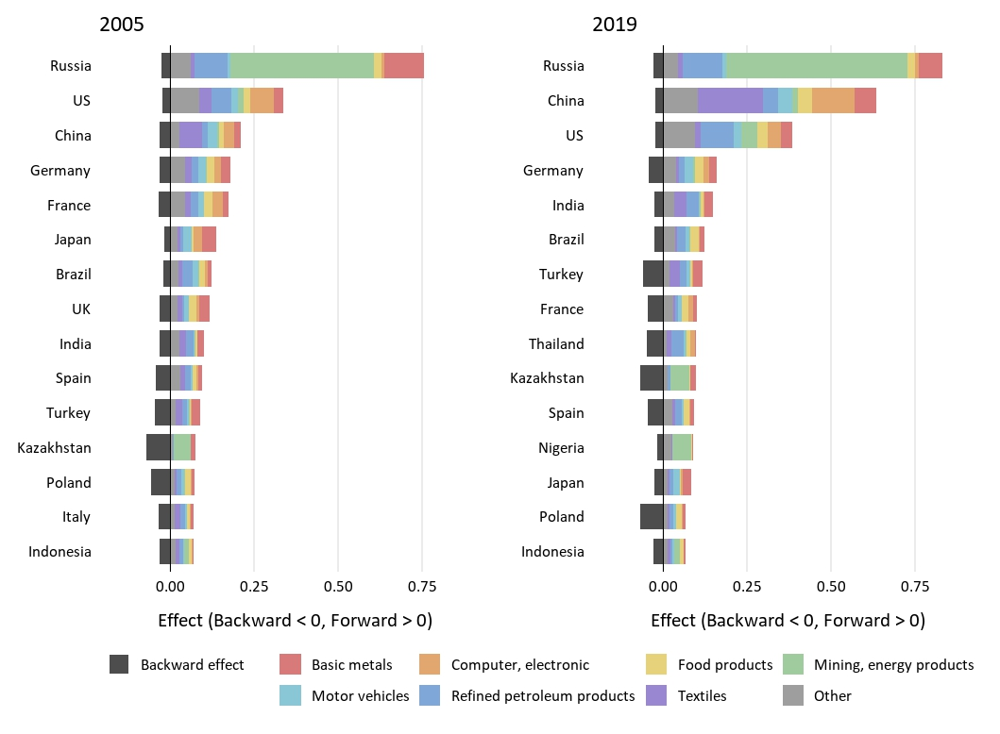 2005
Russia
US
China
Germany
France
Japan
Brazil
UK
India
Spain
Turkey
Kazakhstan
Poland
Italy
Indonesia
0.00 0.25 0.50 0.75
Effect (Backward < 0, Forward > 0)
2019
Russia
China
US
Germany
India
Brazil
Turkey
France
Thailand
Kazakhstan
Spain
Nigeria
Japan
Poland
Indonesia
0.00 0.25 0.50 0.75
Effect (Backward < 0, Forward > 0)
Backward effect Basic metals Computer, electronic Food products Mining, energy products
Motor vehicles Refined petroleum products Textiles Other